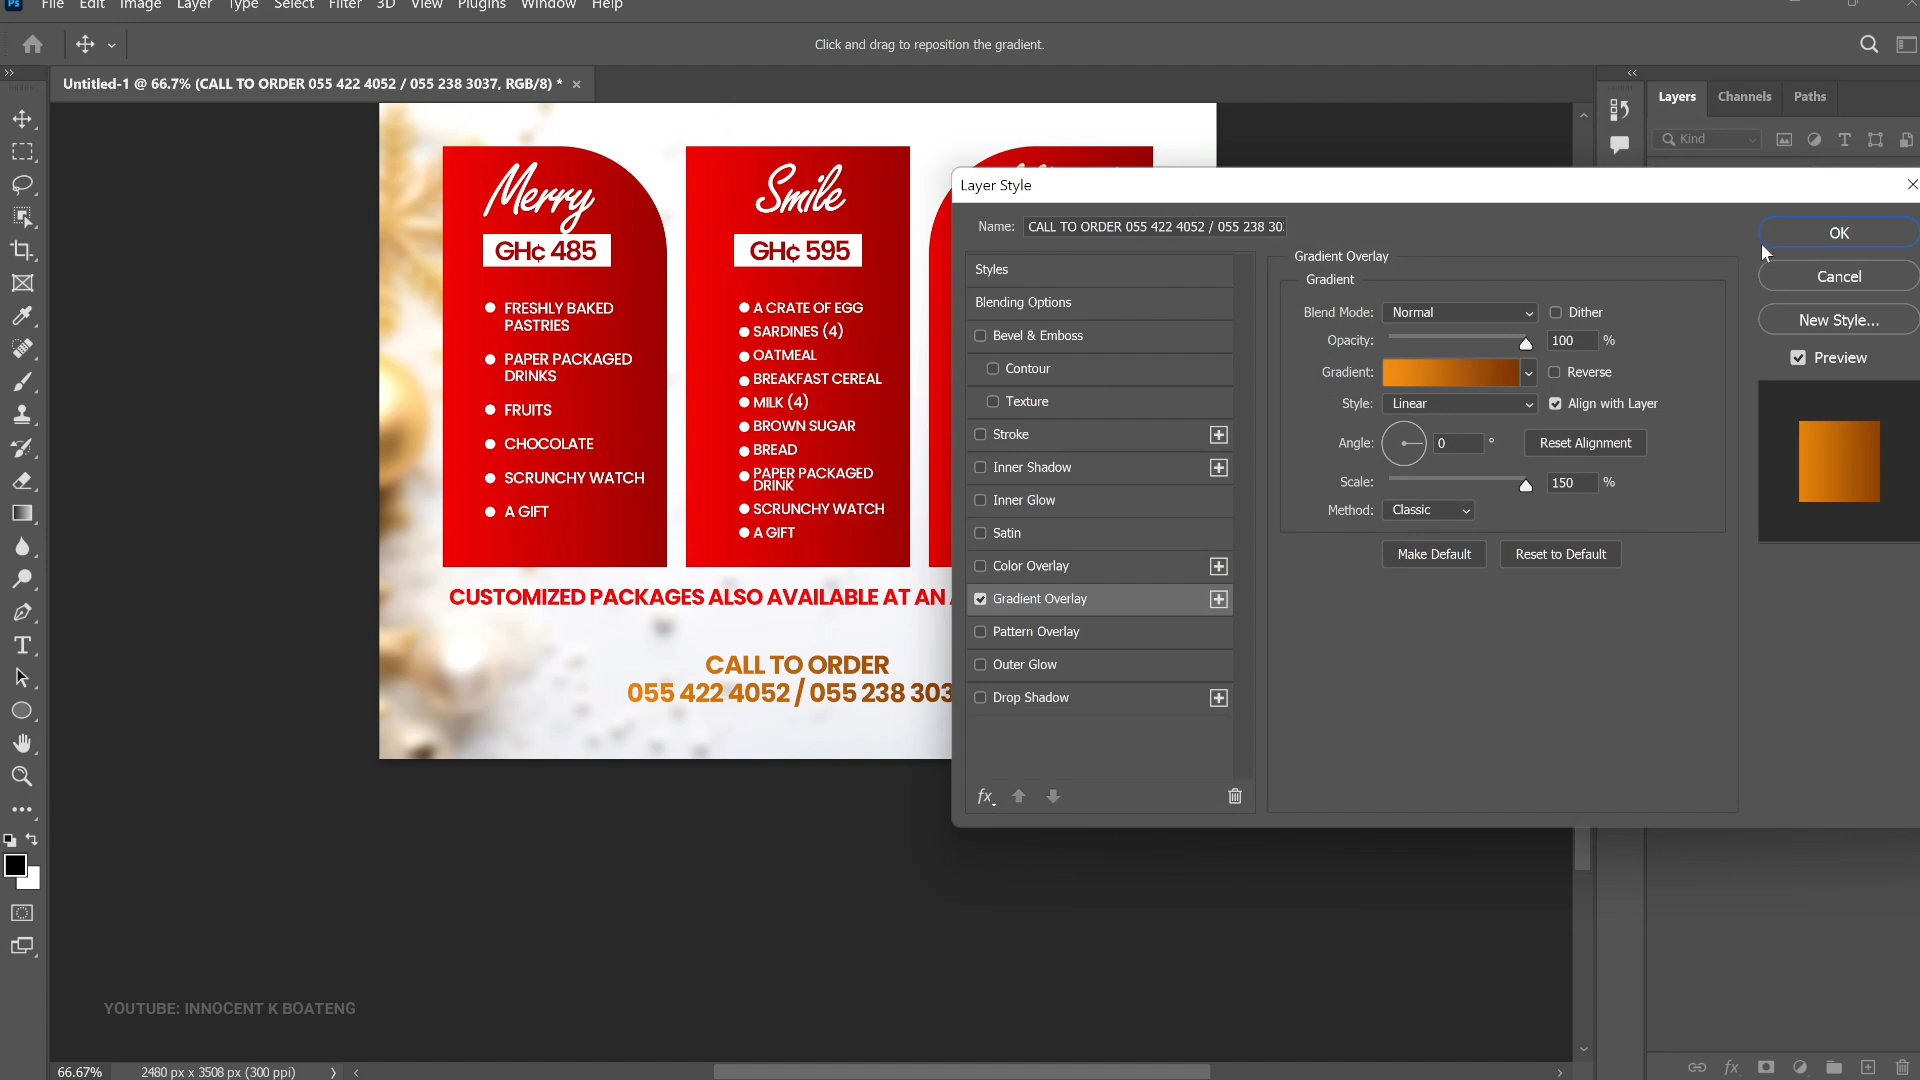 Ps File Edit Image Layer Type Select Filter 3D View Plugins Window Help
Click and drag to reposition the gradient.
Untitled-1 @ 66.7% (CALL TO ORDER 055 422 4052 / 055 238 3037, RGB/8) *
Layers Channels Paths
Kind
Merry
GH¢ 485
FRESHLY BAKED
PASTRIES
PAPER PACKAGED
DRINKS
FRUITS
CHOCOLATE
SCRUNCHY WATCH
A GIFT
Smile
GH¢ 595
A CRATE OF EGG
SARDINES (4)
OATMEAL
BREAKFAST CEREAL
MILK (4)
BROWN SUGAR
BREAD
PAPER PACKAGED
DRINK
SCRUNCHY WATCH
A GIFT
CUSTOMIZED PACKAGES ALSO AVAILABLE AT AN
CALL TO ORDER
055 422 4052 / 055 238 303
Layer Style
Name: CALL TO ORDER 055 422 4052 / 055 238 30
Styles
Blending Options
Bevel & Emboss
Contour
Texture
Stroke
Inner Shadow
Inner Glow
Satin
Color Overlay
Gradient Overlay
Pattern Overlay
Outer Glow
Drop Shadow
fx
Gradient Overlay
Gradient
Blend Mode: Normal Dither
Opacity: 100 %
Gradient: Reverse
Style: Linear Align with Layer
Angle: 0 ° Reset Alignment
Scale: 150 %
Method: Classic
Make Default Reset to Default
OK
Cancel
New Style...
Preview
YOUTUBE: INNOCENT K BOATENG
66.67% 2480 px x 3508 px (300 ppi)
fx